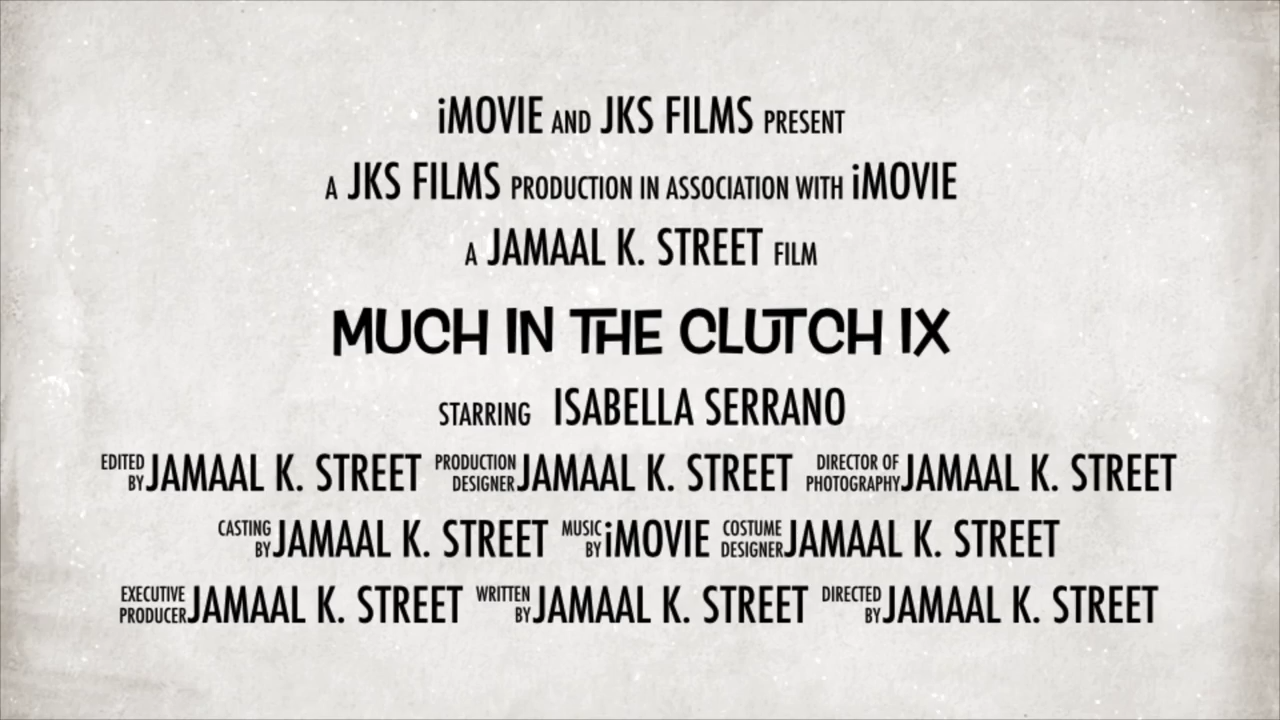 iMOVIE AND JKS FILMS PRESENT
A JKS FILMS PRODUCTION IN ASSOCIATION WITH iMOVIE
A JAMAAL K. STREET FILM
MUCH IN THE CLUTCH IX
STARRING ISABELLA SERRANO
EDITED BY JAMAAL K. STREET PRODUCTION DESIGNER JAMAAL K. STREET DIRECTOR OF PHOTOGRAPHY JAMAAL K. STREET
CASTING BY JAMAAL K. STREET MUSIC BY iMOVIE COSTUME DESIGNER JAMAAL K. STREET
EXECUTIVE PRODUCER JAMAAL K. STREET WRITTEN BY JAMAAL K. STREET DIRECTED BY JAMAAL K. STREET